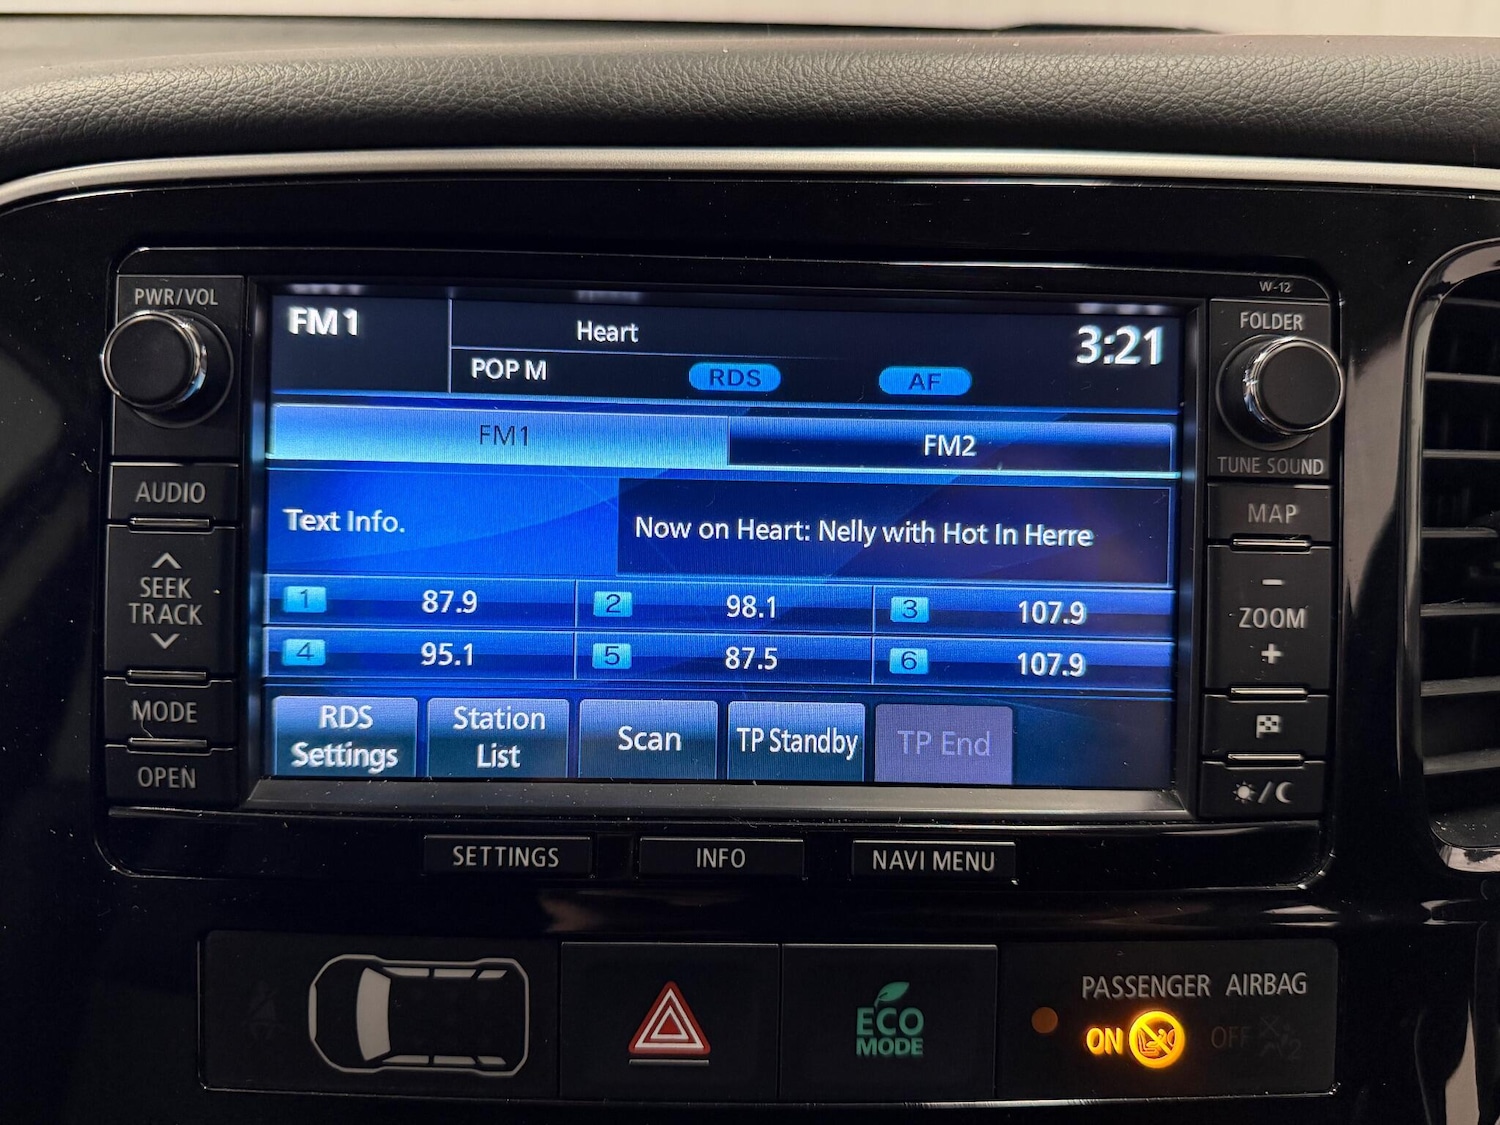 W-12
PWR/VOL
FOLDER
TUNE SOUND
FM1
Heart
3:21
POP M
RDS
AF
FM1
FM2
Text Info.
Now on Heart: Nelly with Hot In Herre
1 87.9
2 98.1
3 107.9
4 95.1
5 87.5
6 107.9
RDS
Settings
Station
List
Scan
TP Standby
TP End
AUDIO
SEEK
TRACK
MODE
OPEN
MAP
-
ZOOM
+
SETTINGS
INFO
NAVI MENU
ECO
MODE
PASSENGER AIRBAG
ON
OFF
2